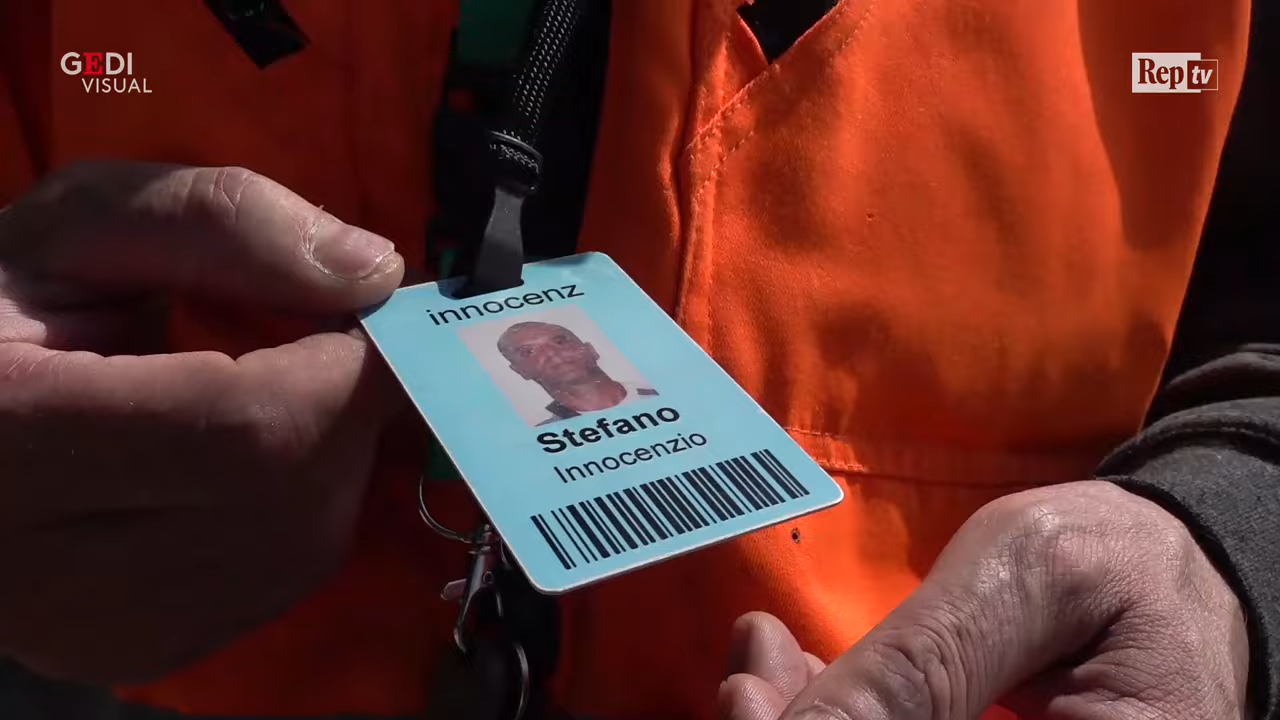 GEDI
VISUAL
Rep tv
innocenz
Stefano
Innocenzio